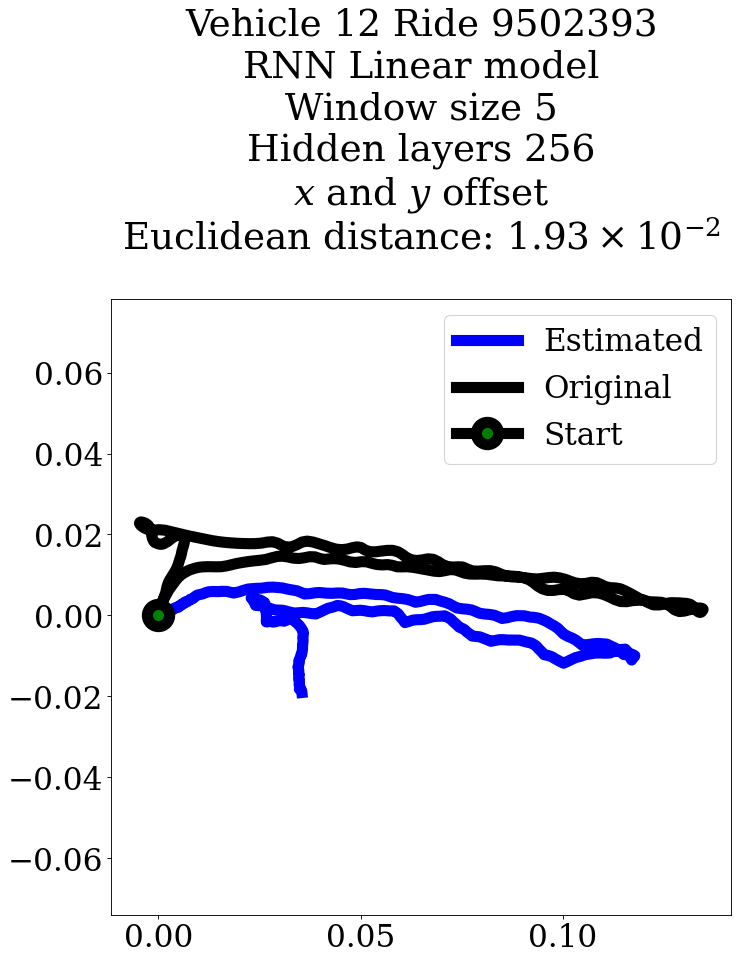 Vehicle 12 Ride 9502393
RNN Linear model
Window size 5
Hidden layers 256
x and y offset
Euclidean distance: 1.93 × 10⁻²
Estimated
Original
Start
0.06
0.04
0.02
0.00
−0.02
−0.04
−0.06
0.00 0.05 0.10